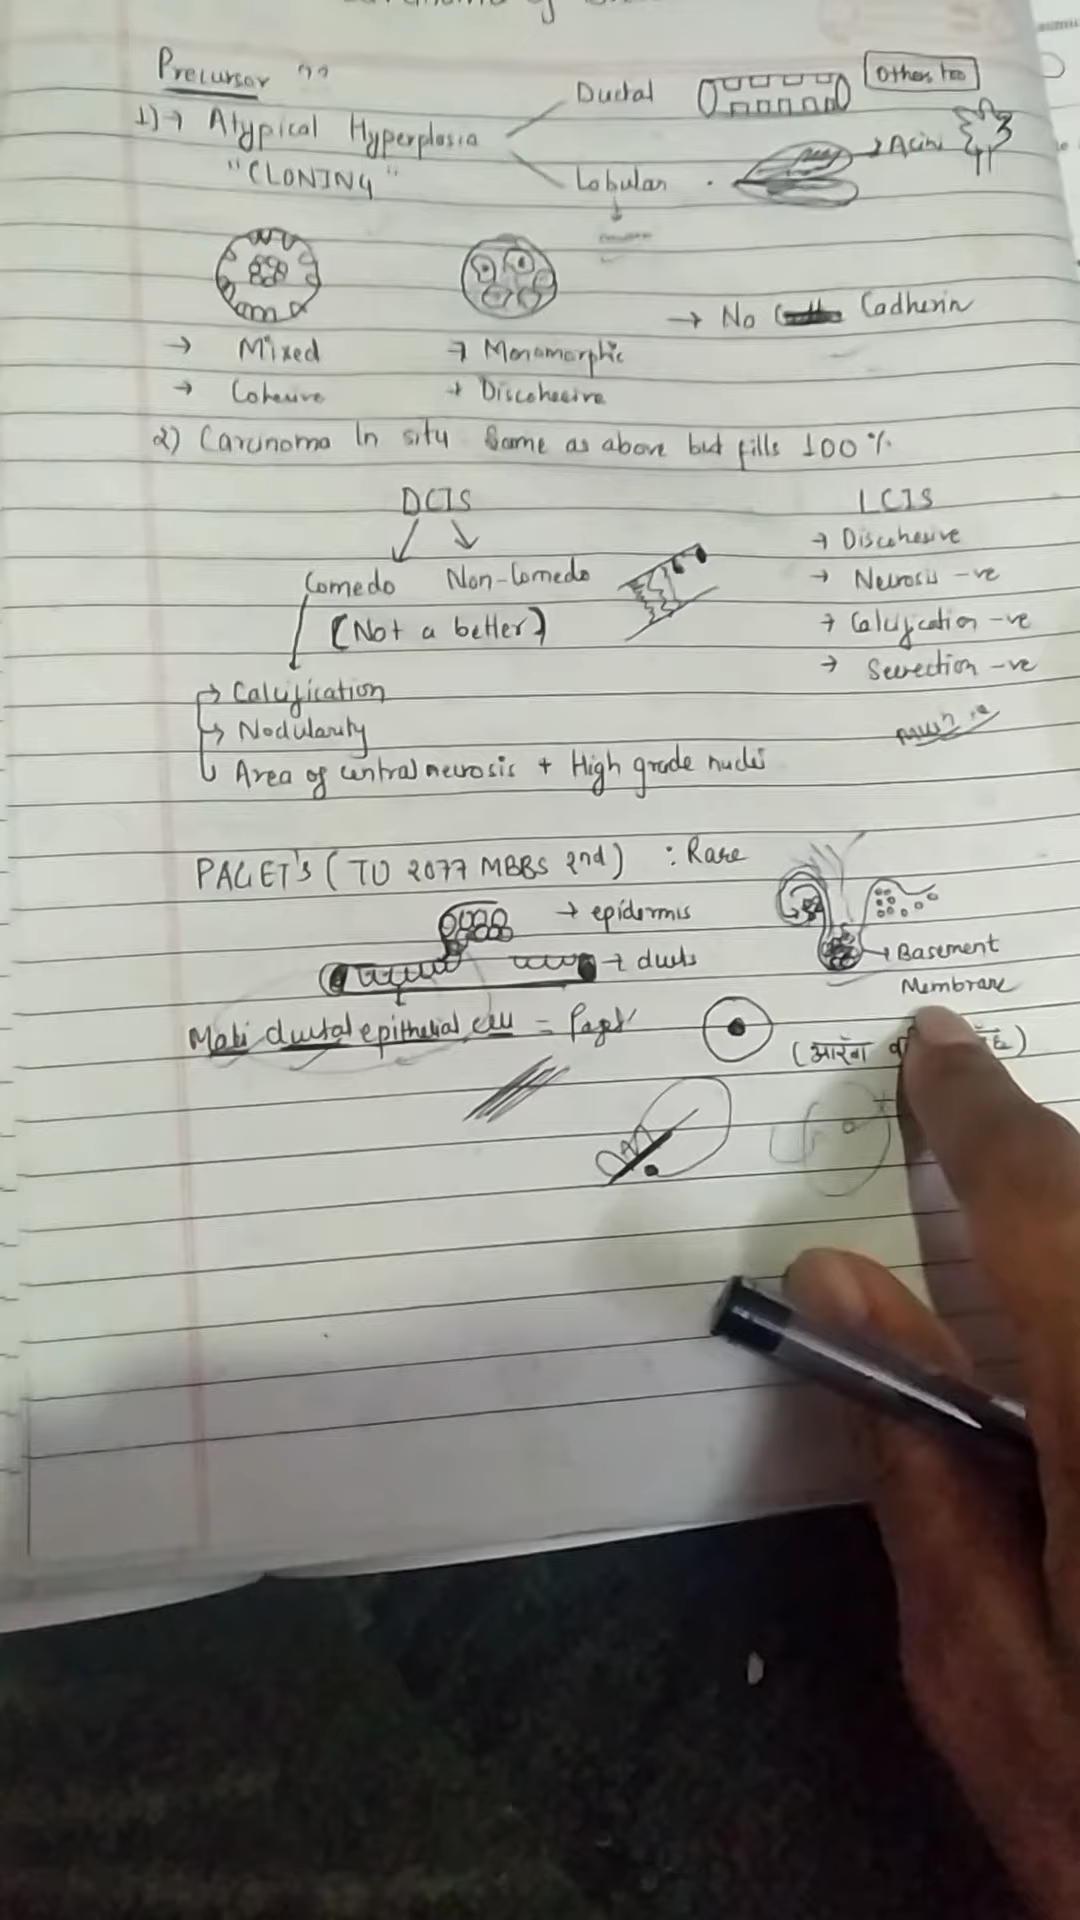 Precursor
Ductal
Others too
1) → Atypical Hyperplasia
"CLONING"
Lobular
→ Acini
→ No Cadherin
→ Mixed
→ Monomorphic
→ Cohesive
→ Discohesive
2) Carcinoma In situ Same as above but fills 100%
DCIS
LCIS
→ Discohesive
Comedo Non-Comedo
→ Necrosis -ve
(Not a better)
→ Calcification -ve
→ Secrection -ve
→ Calcification
→ Nodularity
Area of central necrosis + High grade nuclei
PAGET'S (TU 2077 MBBS 2nd) : Rare
→ epidermis
→ ducts
→ Basement
Membrane
ductal epithelial cell =